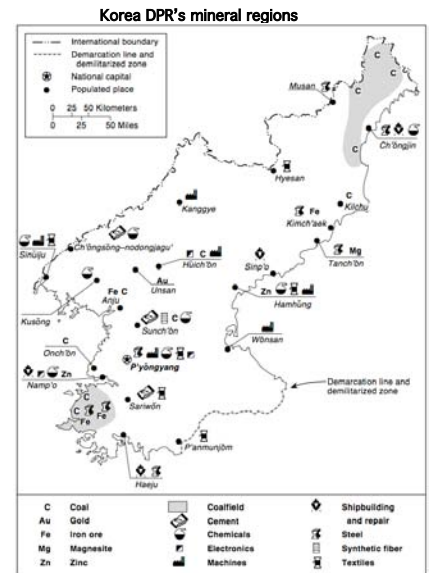 Korea DPR's mineral regions
International boundary
Demarcation line and
demilitarized zone
National capital
Populated place
0 25 50 Kilometers
0 25 50 Miles
Musan
C
C
C
C
Ch'ŏngjin
Hyesan
Kanggye
C
Kilchu
Fe
Kimch'aek
Mg
Tanch'ŏn
Ch'ŏngsŏng–nodongjagu'
Sinŭiju
C
Hŭich'ŏn
Sinp'o
Au
Unsan
Kusŏng
Fe C
Anju
Zn
Hamhŭng
C
Sunch'ŏn
Wŏnsan
C
Onch'ŏn
P'yŏngyang
Zn
Namp'o
Demarcation line and
demilitarized zone
Sariwŏn
C
C
Fe
Fe
P'anmunjŏm
Haeju
C Coal
Au Gold
Fe Iron ore
Mg Magnesite
Zn Zinc
Coalfield
Cement
Chemicals
Electronics
Machines
Shipbuilding
and repair
Steel
Synthetic fiber
Textiles